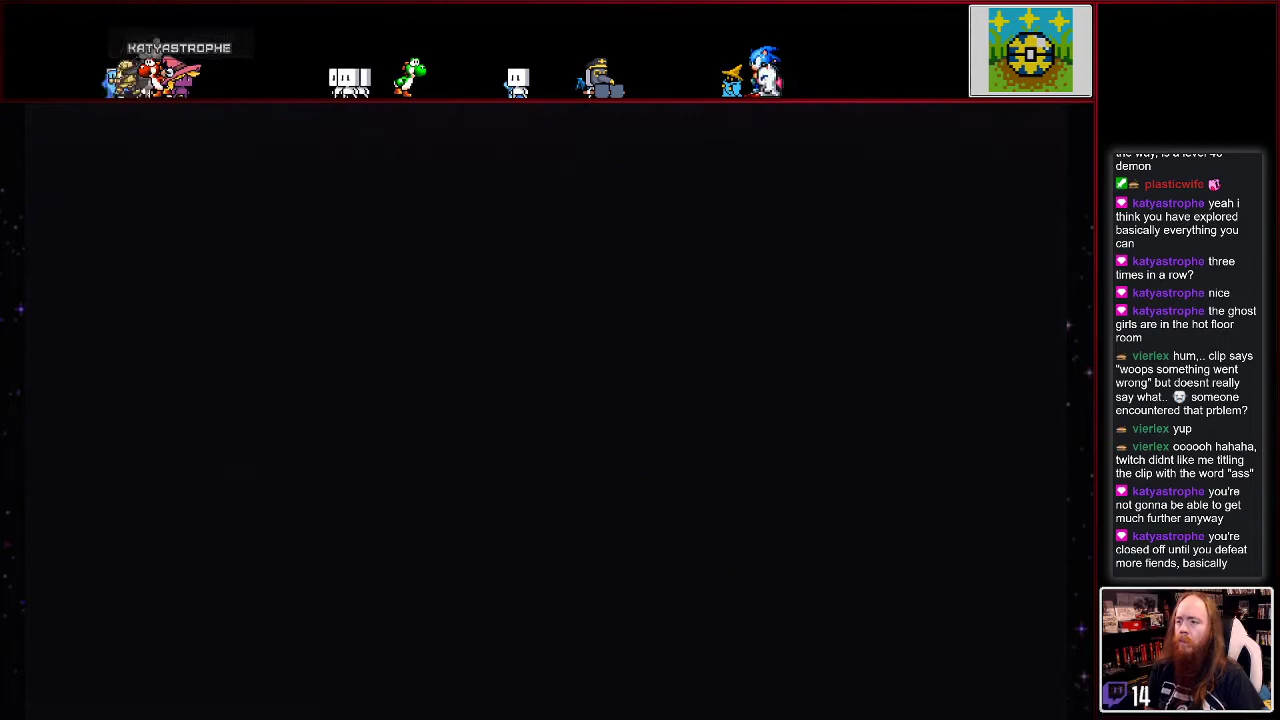 KATYASTROPHE
the way, is a level 40
demon
plasticwife
katyastrophe yeah i
think you have explored
basically everything you
can
katyastrophe three
times in a row?
katyastrophe nice
katyastrophe the ghost
girls are in the hot floor
room
vierlex hum,.. clip says
"woops something went
wrong" but doesnt really
say what.. someone
encountered that prblem?
vierlex yup
vierlex oooooh hahaha,
twitch didnt like me titling
the clip with the word "ass"
katyastrophe you're
not gonna be able to get
much further anyway
katyastrophe you're
closed off until you defeat
more fiends, basically
14